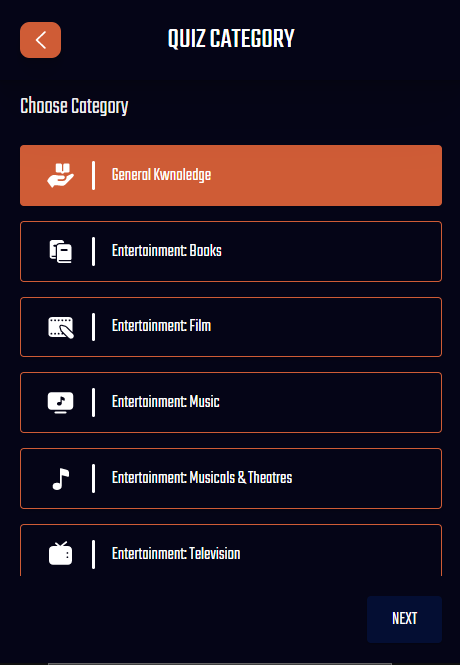 QUIZ CATEGORY
Choose Category
General Kwnoledge
Entertainment: Books
Entertainment: Film
Entertainment: Music
Entertainment: Musicals & Theatres
Entertainment: Television
NEXT